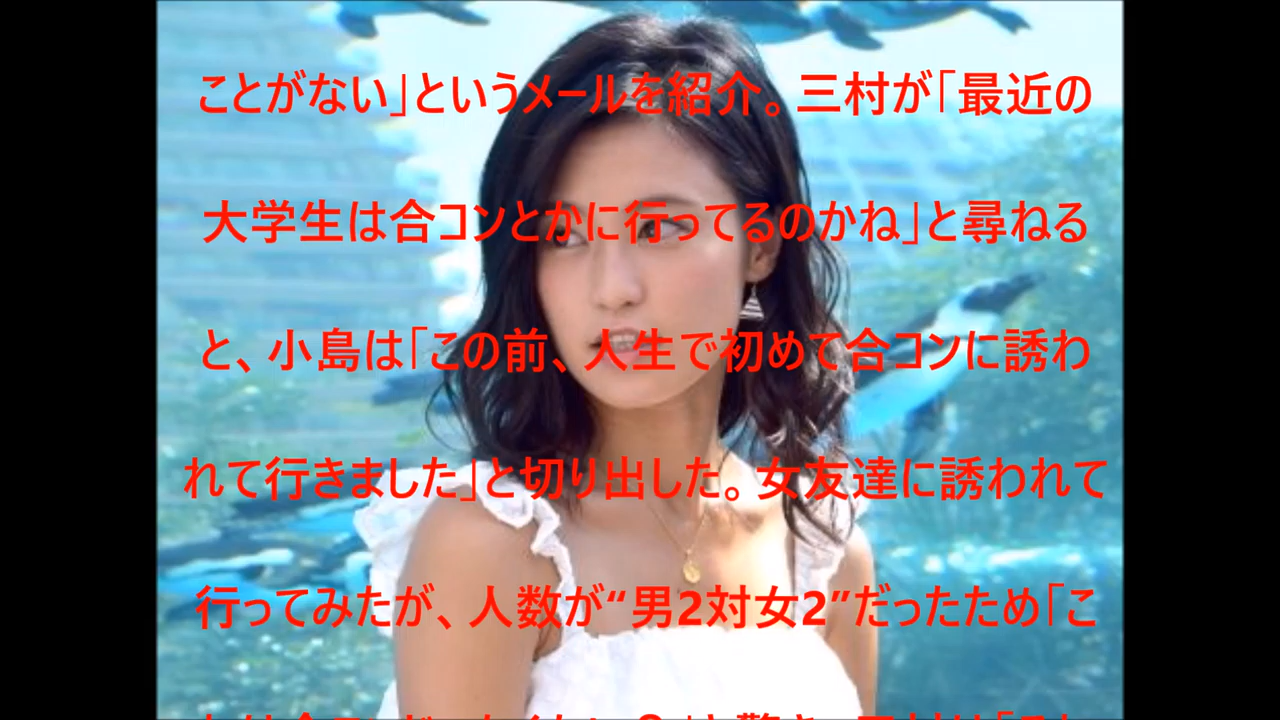 ことがない」というメールを紹介。三村が「最近の
大学生は合コンとかに行ってるのかね」と尋ねる
と、小島は「この前、人生で初めて合コンに誘わ
れて行きました」と切り出した。女友達に誘われて
行ってみたが、人数が“男2対女2”だったため「こ